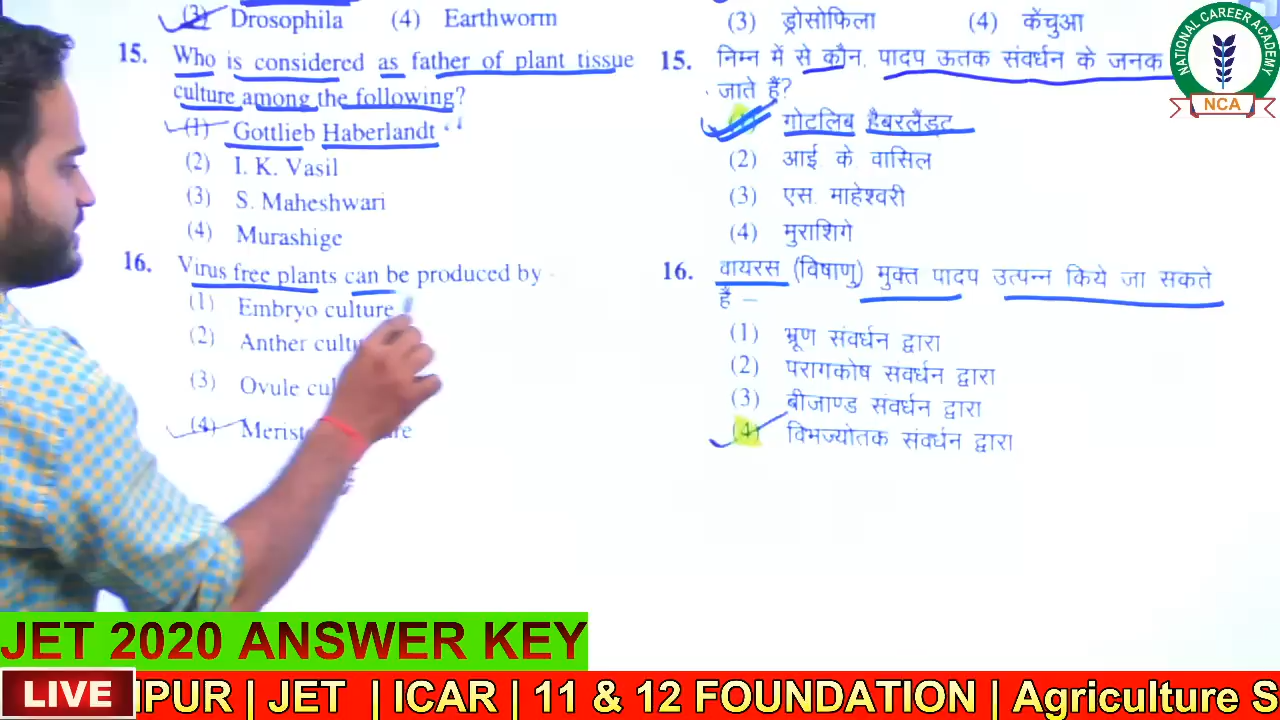 (3) Drosophila (4) Earthworm
15. Who is considered as father of plant tissue
culture among the following?
(1) Gottlieb Haberlandt
(2) I. K. Vasil
(3) S. Maheshwari
(4) Murashige
16. Virus free plants can be produced by
(1) Embryo culture
(2) Anther
(3) Ovule
(4)
(3) ड्रोसोफिला (4) केंचुआ
15. निम्न में से कौन, पादप ऊतक संवर्धन के जनक
जाते हैं?
गोटलिब हैबरलैंड्ट
(2) आई. के. वासिल
(3) एस. माहेश्वरी
(4) मुराशिगे
16. वायरस (विषाणु) मुक्त पादप उत्पन्न किये जा सकते
हैं –
(1) भ्रूण संवर्धन द्वारा
(2) परागकोष संवर्धन द्वारा
(3) बीजाण्ड संवर्धन द्वारा
(4) विभज्योतक संवर्धन द्वारा
NATIONAL CAREER ACADEMY
NCA
JET 2020 ANSWER KEY
LIVE IPUR | JET | ICAR | 11 & 12 FOUNDATION | Agriculture S